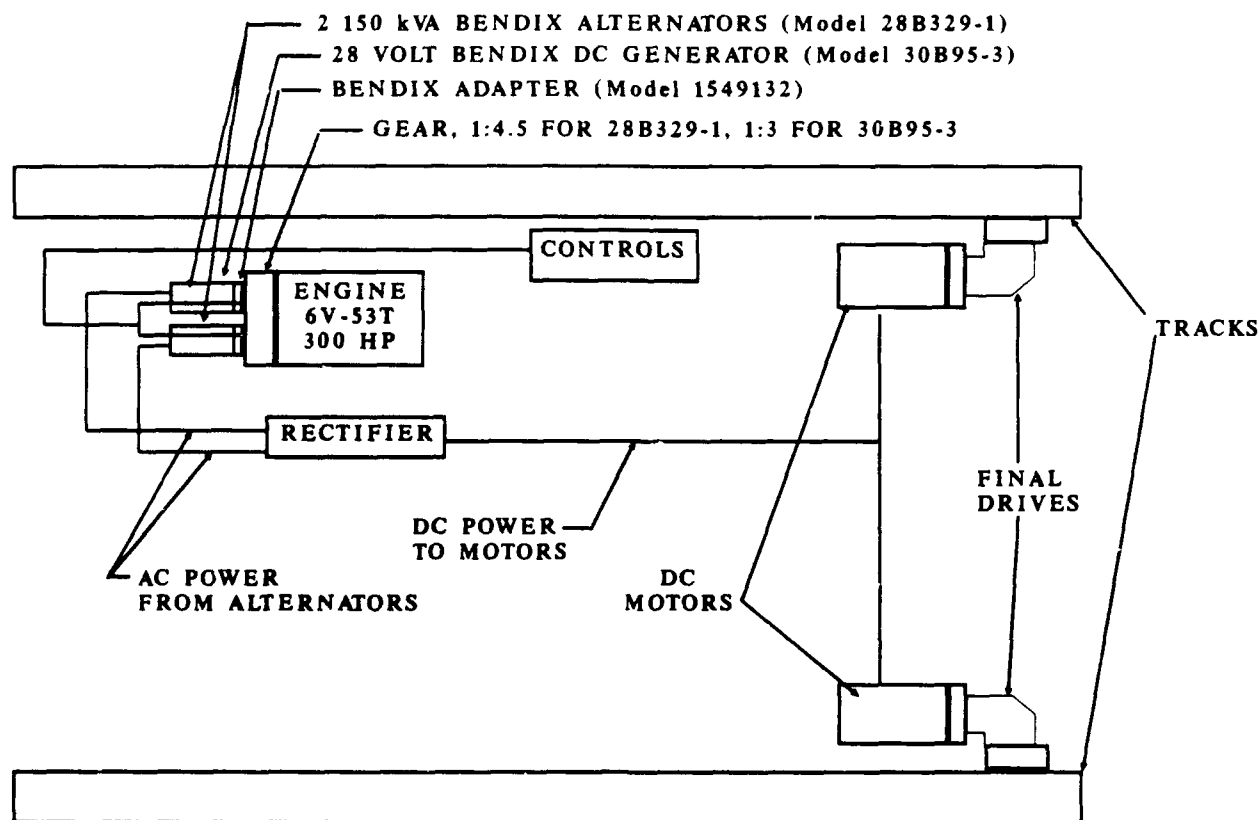 2 150 kVA BENDIX ALTERNATORS (Model 28B329-1)
28 VOLT BENDIX DC GENERATOR (Model 30B95-3)
BENDIX ADAPTER (Model 1549132)
GEAR, 1:4.5 FOR 28B329-1, 1:3 FOR 30B95-3
CONTROLS
ENGINE
6V-53T
300 HP
TRACKS
RECTIFIER
FINAL
DRIVES
DC POWER
TO MOTORS
AC POWER
FROM ALTERNATORS
DC
MOTORS